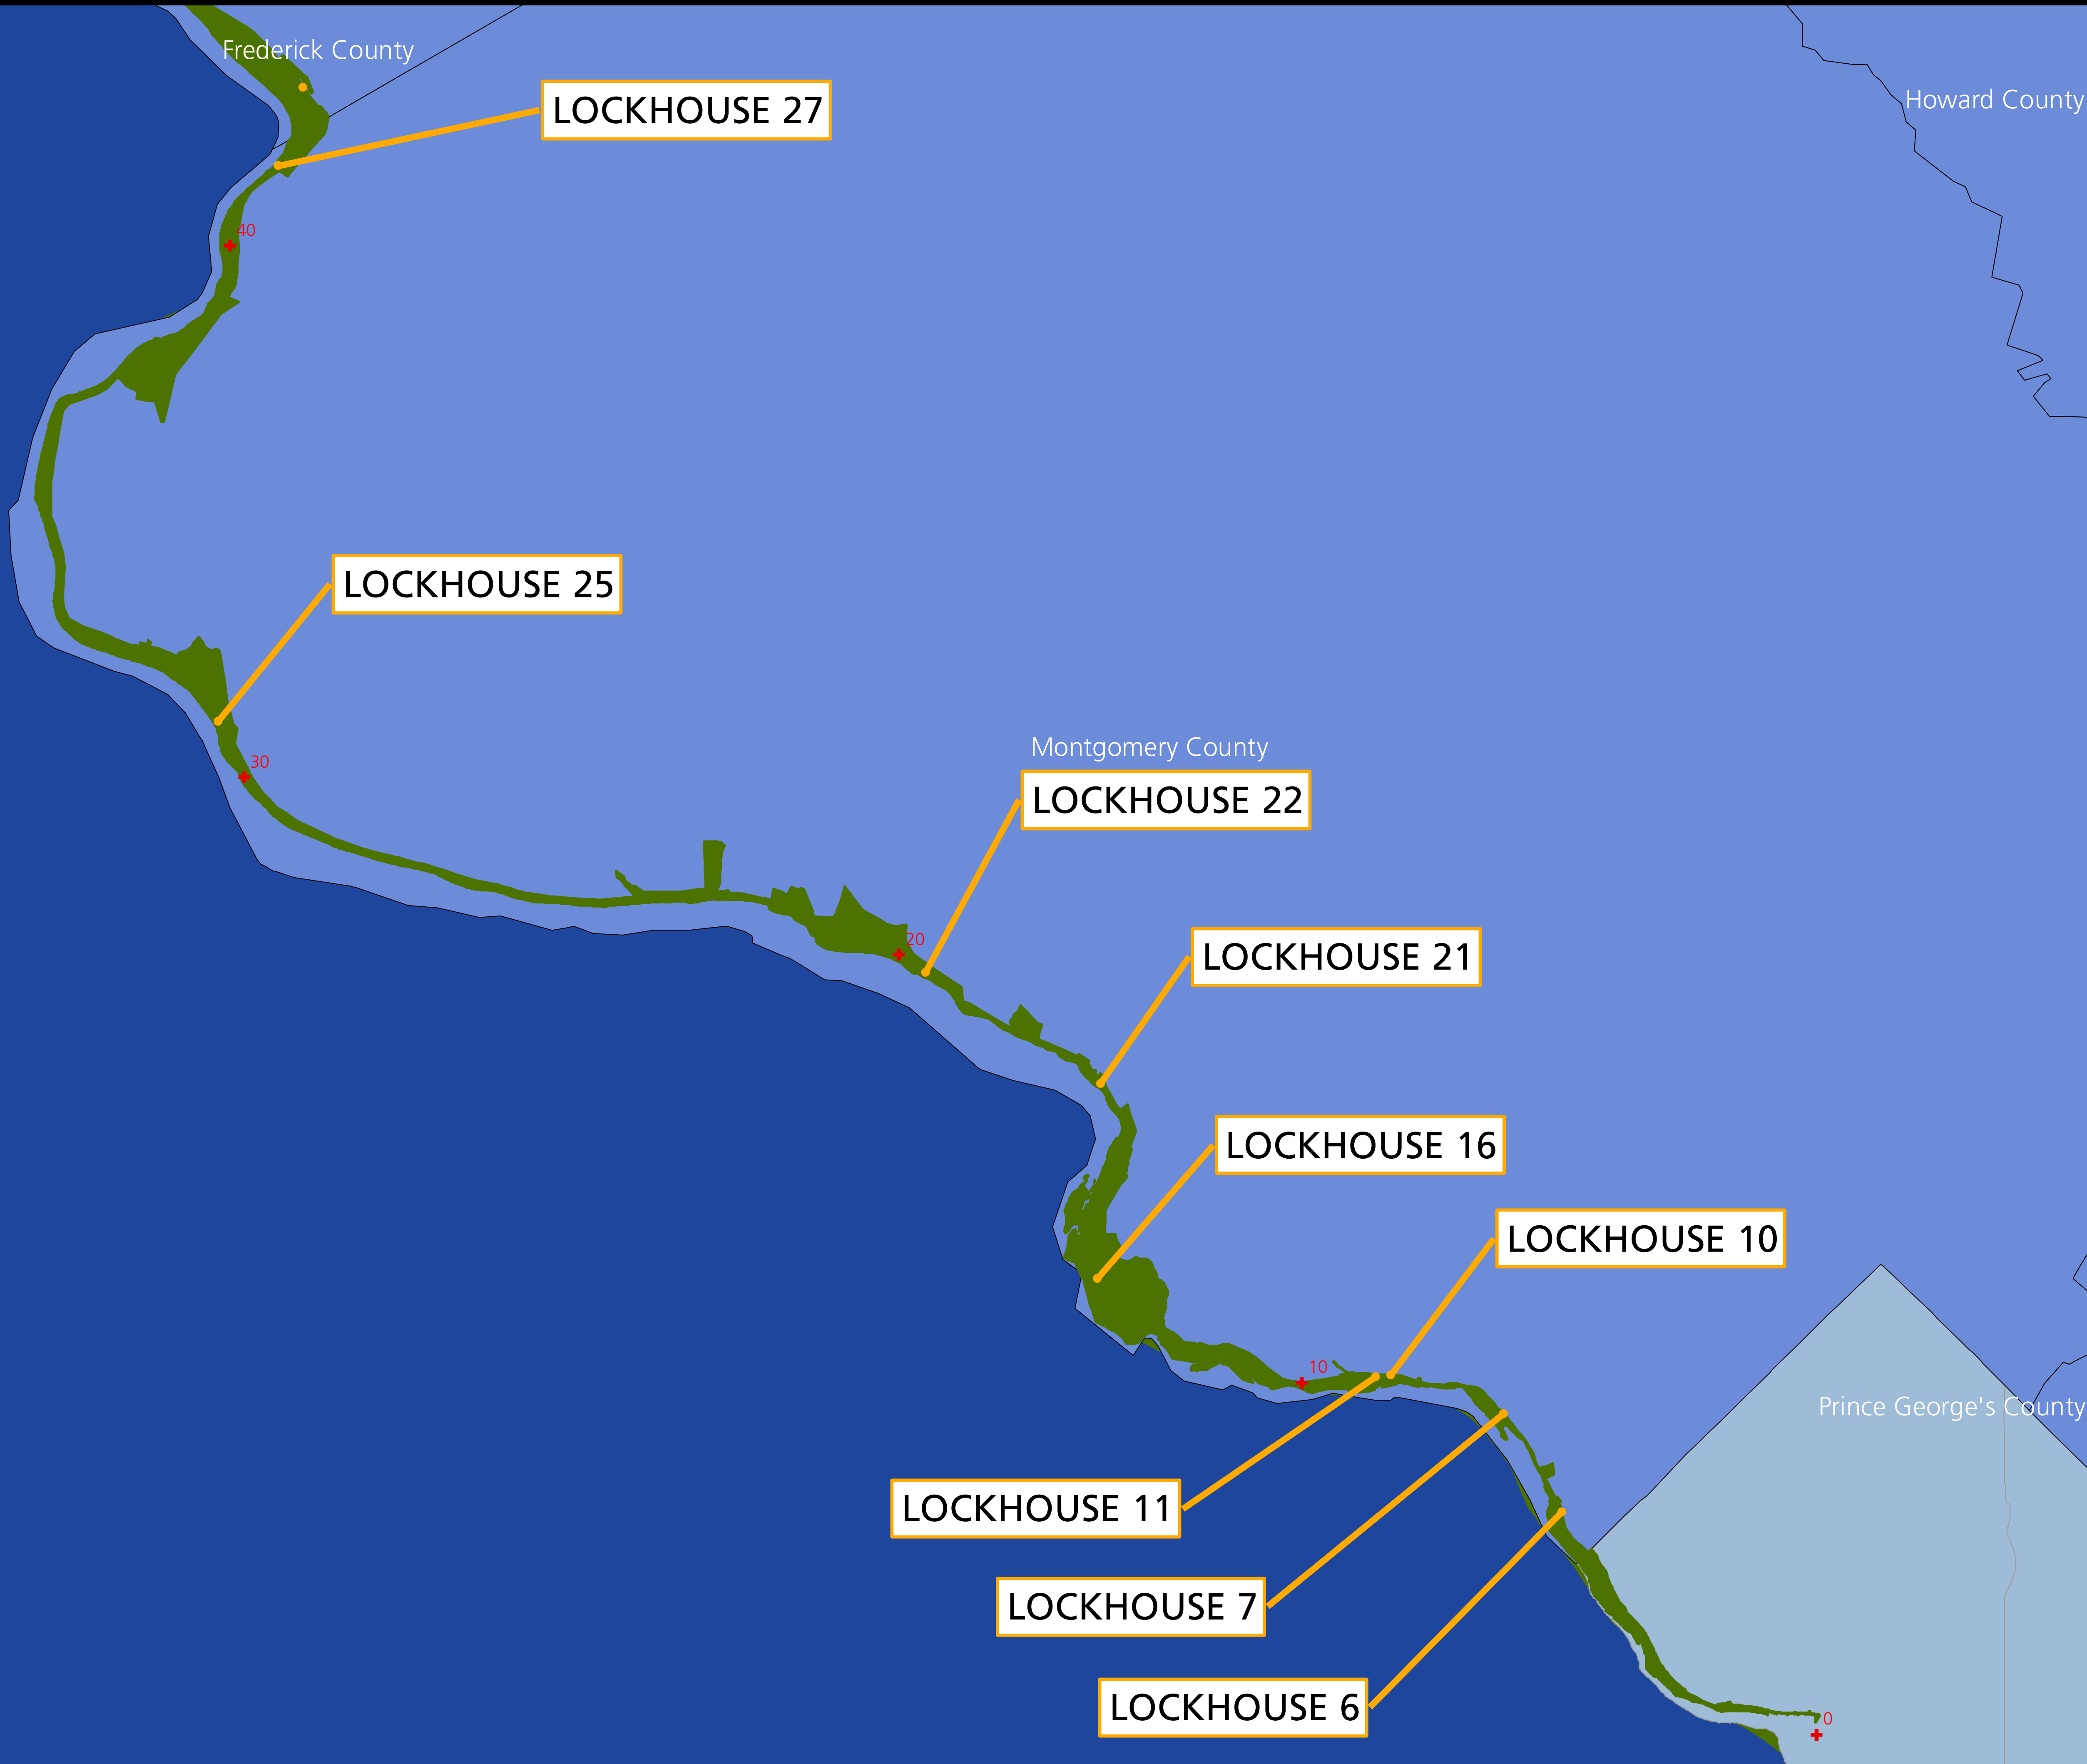 Frederick County
LOCKHOUSE 27
Howard County
40
LOCKHOUSE 25
Montgomery County
30
LOCKHOUSE 22
20
LOCKHOUSE 21
LOCKHOUSE 16
LOCKHOUSE 10
10
Prince George's County
LOCKHOUSE 11
LOCKHOUSE 7
LOCKHOUSE 6
0